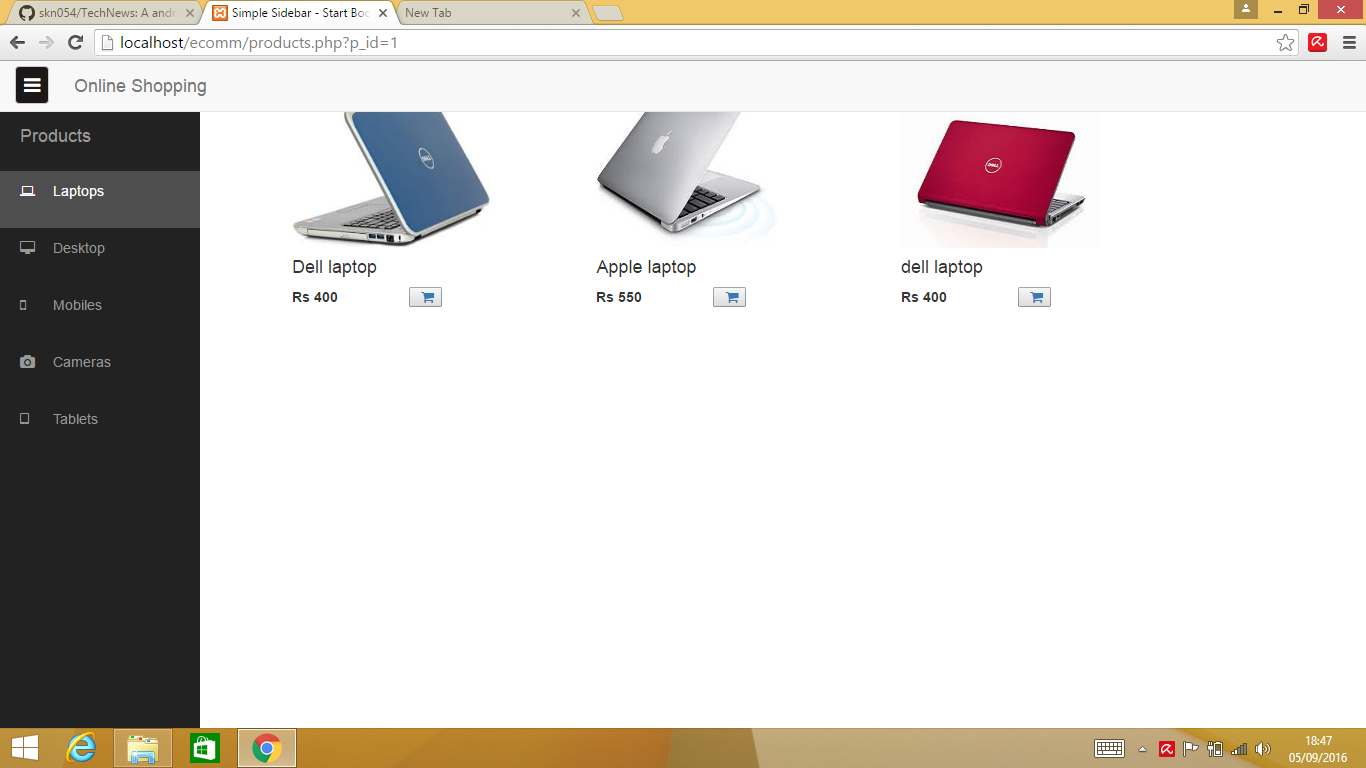 skn054/TechNews: A andr
Simple Sidebar - Start Boo
New Tab
localhost/ecomm/products.php?p_id=1
Online Shopping
Products
Laptops
Desktop
Mobiles
Cameras
Tablets
DELL
DELL
Dell laptop
Apple laptop
dell laptop
Rs 400
Rs 550
Rs 400
18:47
05/09/2016